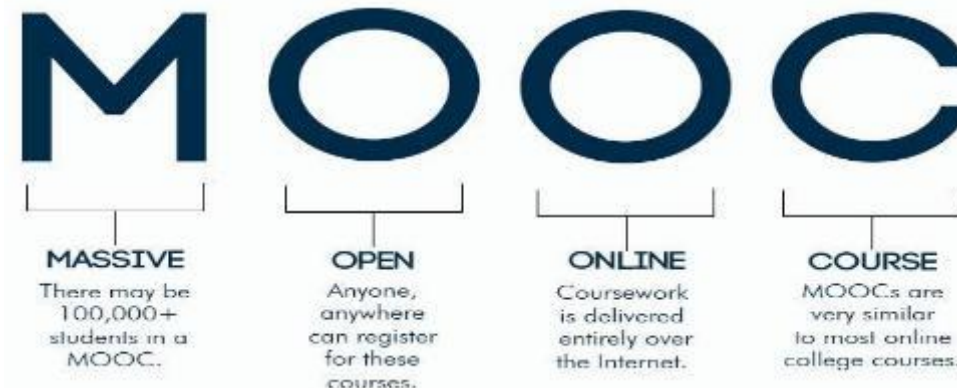 MOOC
MASSIVE
There may be
100,000+
students in a
MOOC.
OPEN
Anyone,
anywhere
can register
for these
courses.
ONLINE
Coursework
is delivered
entirely over
the Internet.
COURSE
MOOCs are
very similar
to most online
college courses.